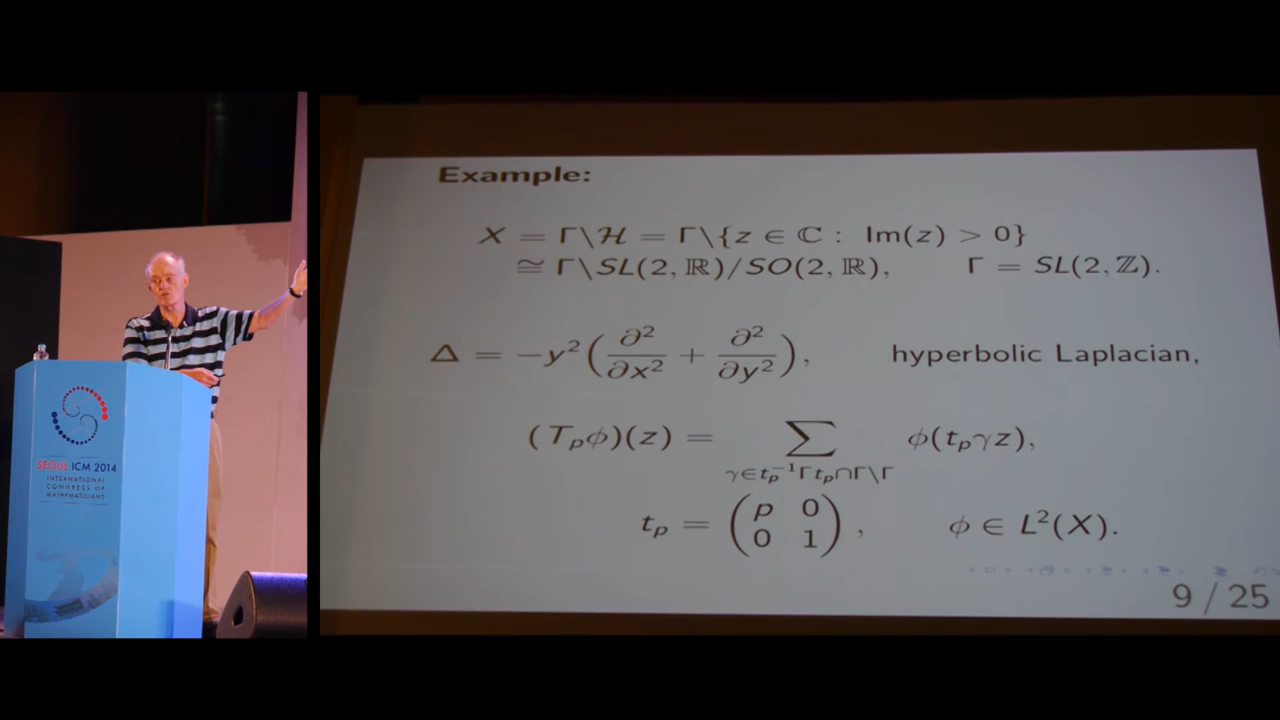 SEOUL ICM 2014
INTERNATIONAL
CONGRESS OF
MATHEMATICIANS
Example:
X = Γ\ℋ = Γ\{z ∈ ℂ : Im(z) > 0}
≅ Γ\SL(2, ℝ)/SO(2, ℝ), Γ = SL(2, ℤ).
Δ = −y²(∂²/∂x² + ∂²/∂y²), hyperbolic Laplacian,
(T_pϕ)(z) = ∑_{γ∈t_p^{−1}Γt_p∩Γ\Γ} ϕ(t_pγz),
t_p = (p 0
0 1), ϕ ∈ L²(X).
9 / 25